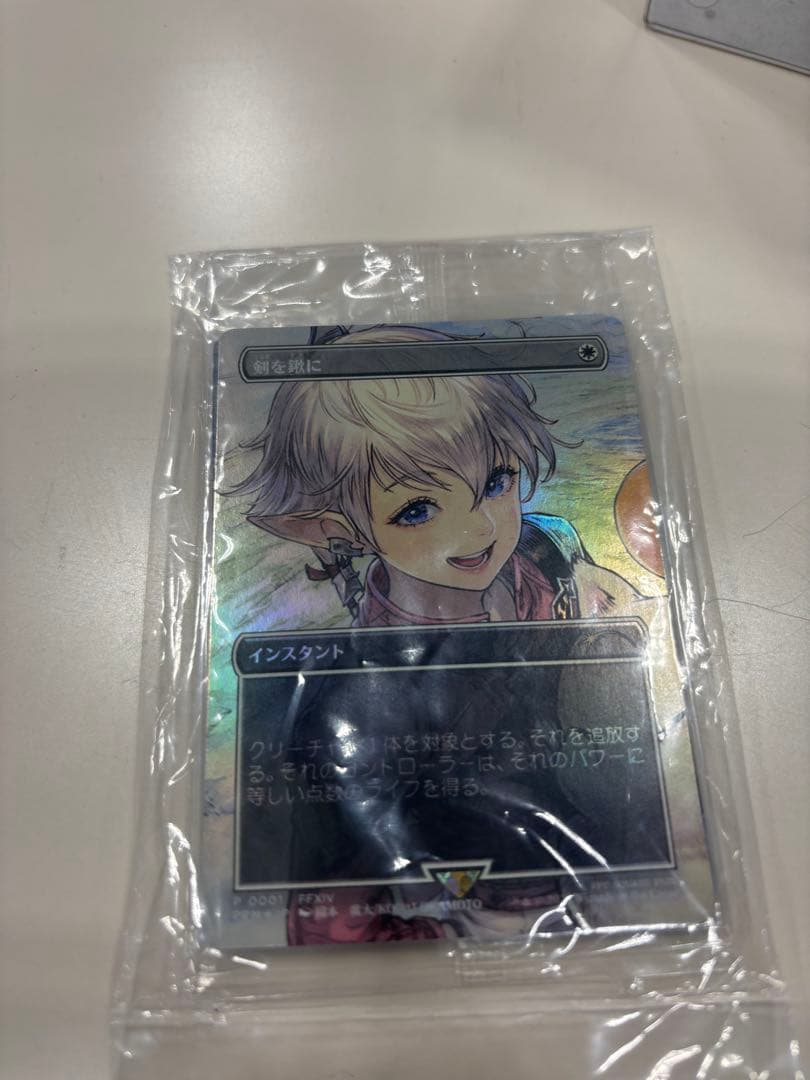 剣を鍬に
インスタント
クリーチャー1体を対象とする。それを追放す
る。それのコントローラーは、それのパワーに
等しい点数のライフを得る。
P 0001 FFXIV